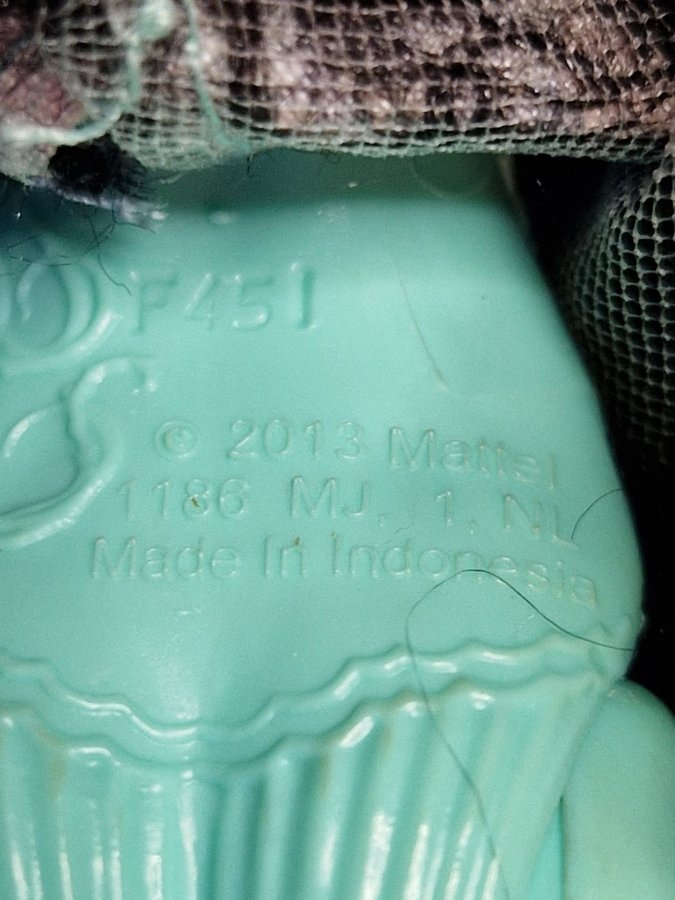 F451
© 2013 Mattel
1186 MJ. 1. NL
Made In Indonesia